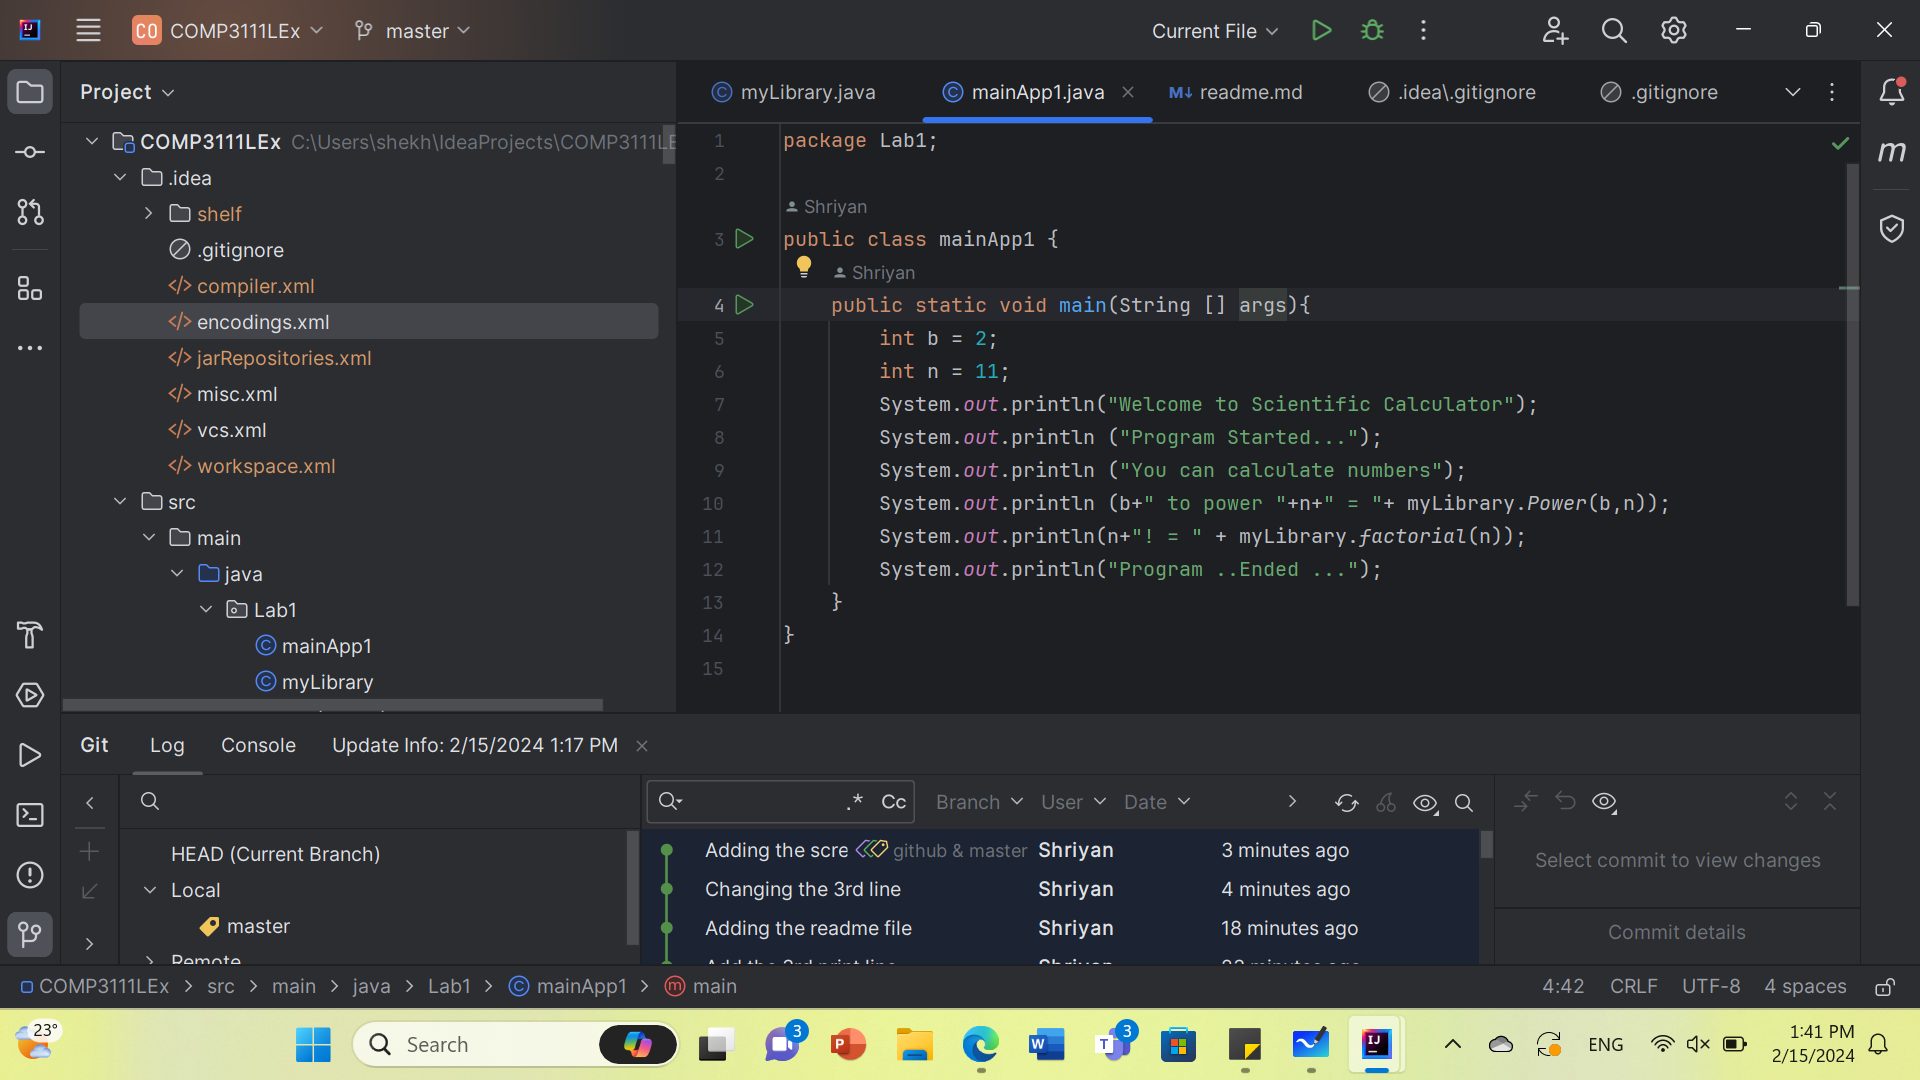 CO COMP3111LEx master Current File
Project
myLibrary.java mainApp1.java M↓ readme.md .idea\.gitignore .gitignore
COMP3111LEx C:\Users\shekh\IdeaProjects\COMP3111LE
.idea
shelf
.gitignore
compiler.xml
encodings.xml
jarRepositories.xml
misc.xml
vcs.xml
workspace.xml
src
main
java
Lab1
mainApp1
myLibrary
1 package Lab1;
2
Shriyan
3 public class mainApp1 {
Shriyan
4 public static void main(String [] args){
5 int b = 2;
6 int n = 11;
7 System.out.println("Welcome to Scientific Calculator");
8 System.out.println ("Program Started...");
9 System.out.println ("You can calculate numbers");
10 System.out.println (b+" to power "+n+" = "+ myLibrary.Power(b,n));
11 System.out.println(n+"! = " + myLibrary.factorial(n));
12 System.out.println("Program ..Ended ...");
13 }
14 }
15
m
Git Log Console Update Info: 2/15/2024 1:17 PM
.* Cc Branch User Date
HEAD (Current Branch)
Local
master
Remote
Adding the scre github & master Shriyan 3 minutes ago
Changing the 3rd line Shriyan 4 minutes ago
Adding the readme file Shriyan 18 minutes ago
Select commit to view changes
Commit details
COMP3111LEx > src > main > java > Lab1 > mainApp1 > main 4:42 CRLF UTF-8 4 spaces
23° Search 3 3 ENG 1:41 PM
2/15/2024